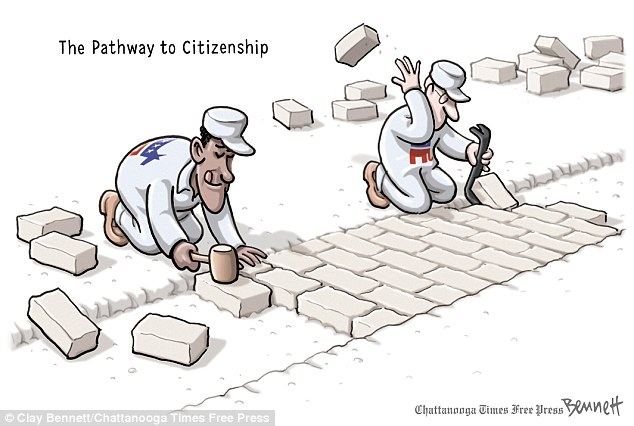 The Pathway to Citizenship
Chattanooga Times Free Press Bennett
© Clay Bennett/Chattanooga Times Free Press